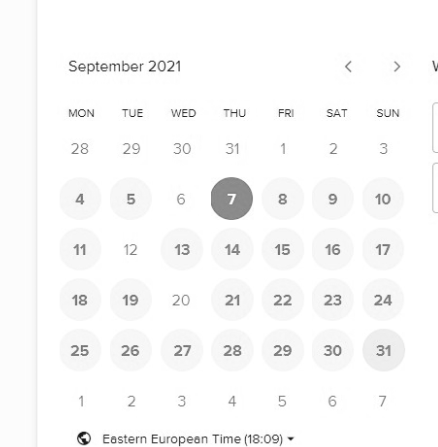 September 2021
MON TUE WED THU FRI SAT SUN
28 29 30 31 1 2 3
4 5 6 7 8 9 10
11 12 13 14 15 16 17
18 19 20 21 22 23 24
25 26 27 28 29 30 31
1 2 3 4 5 6 7
Eastern European Time (18:09)